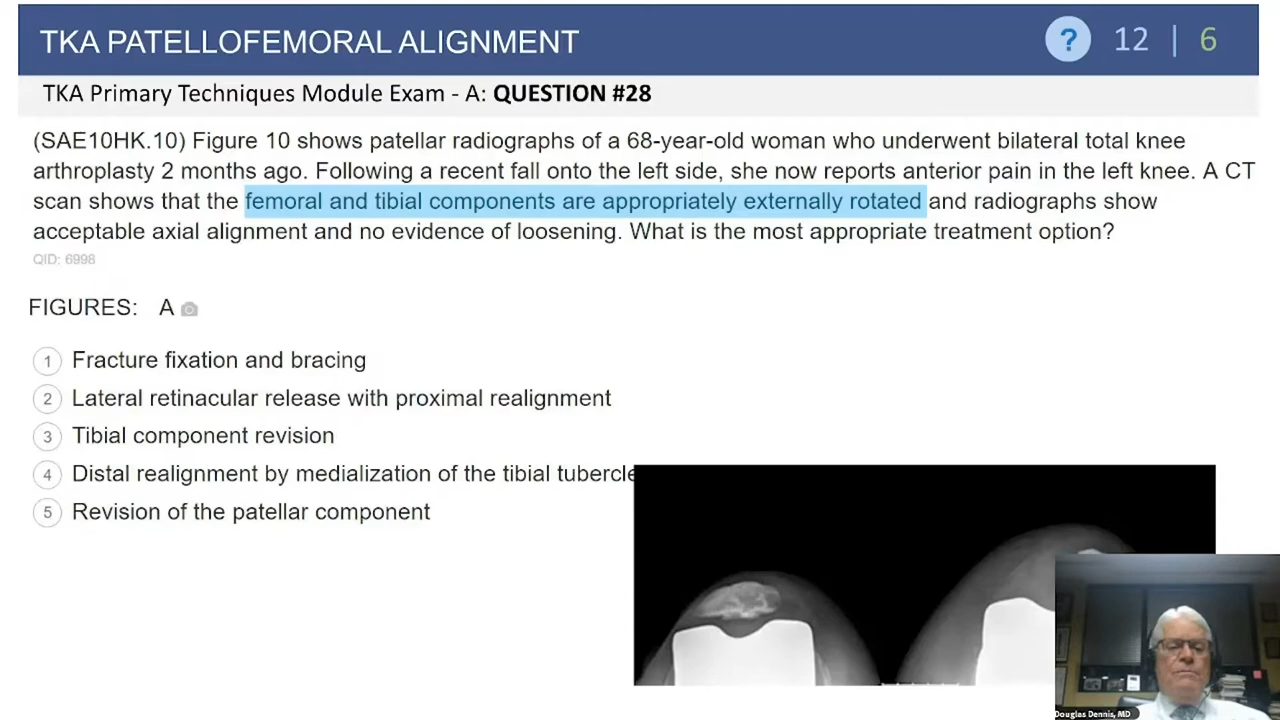 TKA PATELLOFEMORAL ALIGNMENT
? 12 | 6
TKA Primary Techniques Module Exam - A: QUESTION #28
(SAE10HK.10) Figure 10 shows patellar radiographs of a 68-year-old woman who underwent bilateral total knee
arthroplasty 2 months ago. Following a recent fall onto the left side, she now reports anterior pain in the left knee. A CT
scan shows that the femoral and tibial components are appropriately externally rotated and radiographs show
acceptable axial alignment and no evidence of loosening. What is the most appropriate treatment option?
QID: 6998
FIGURES: A
1 Fracture fixation and bracing
2 Lateral retinacular release with proximal realignment
3 Tibial component revision
4 Distal realignment by medialization of the tibial tubercle
5 Revision of the patellar component
Douglas Dennis, MD